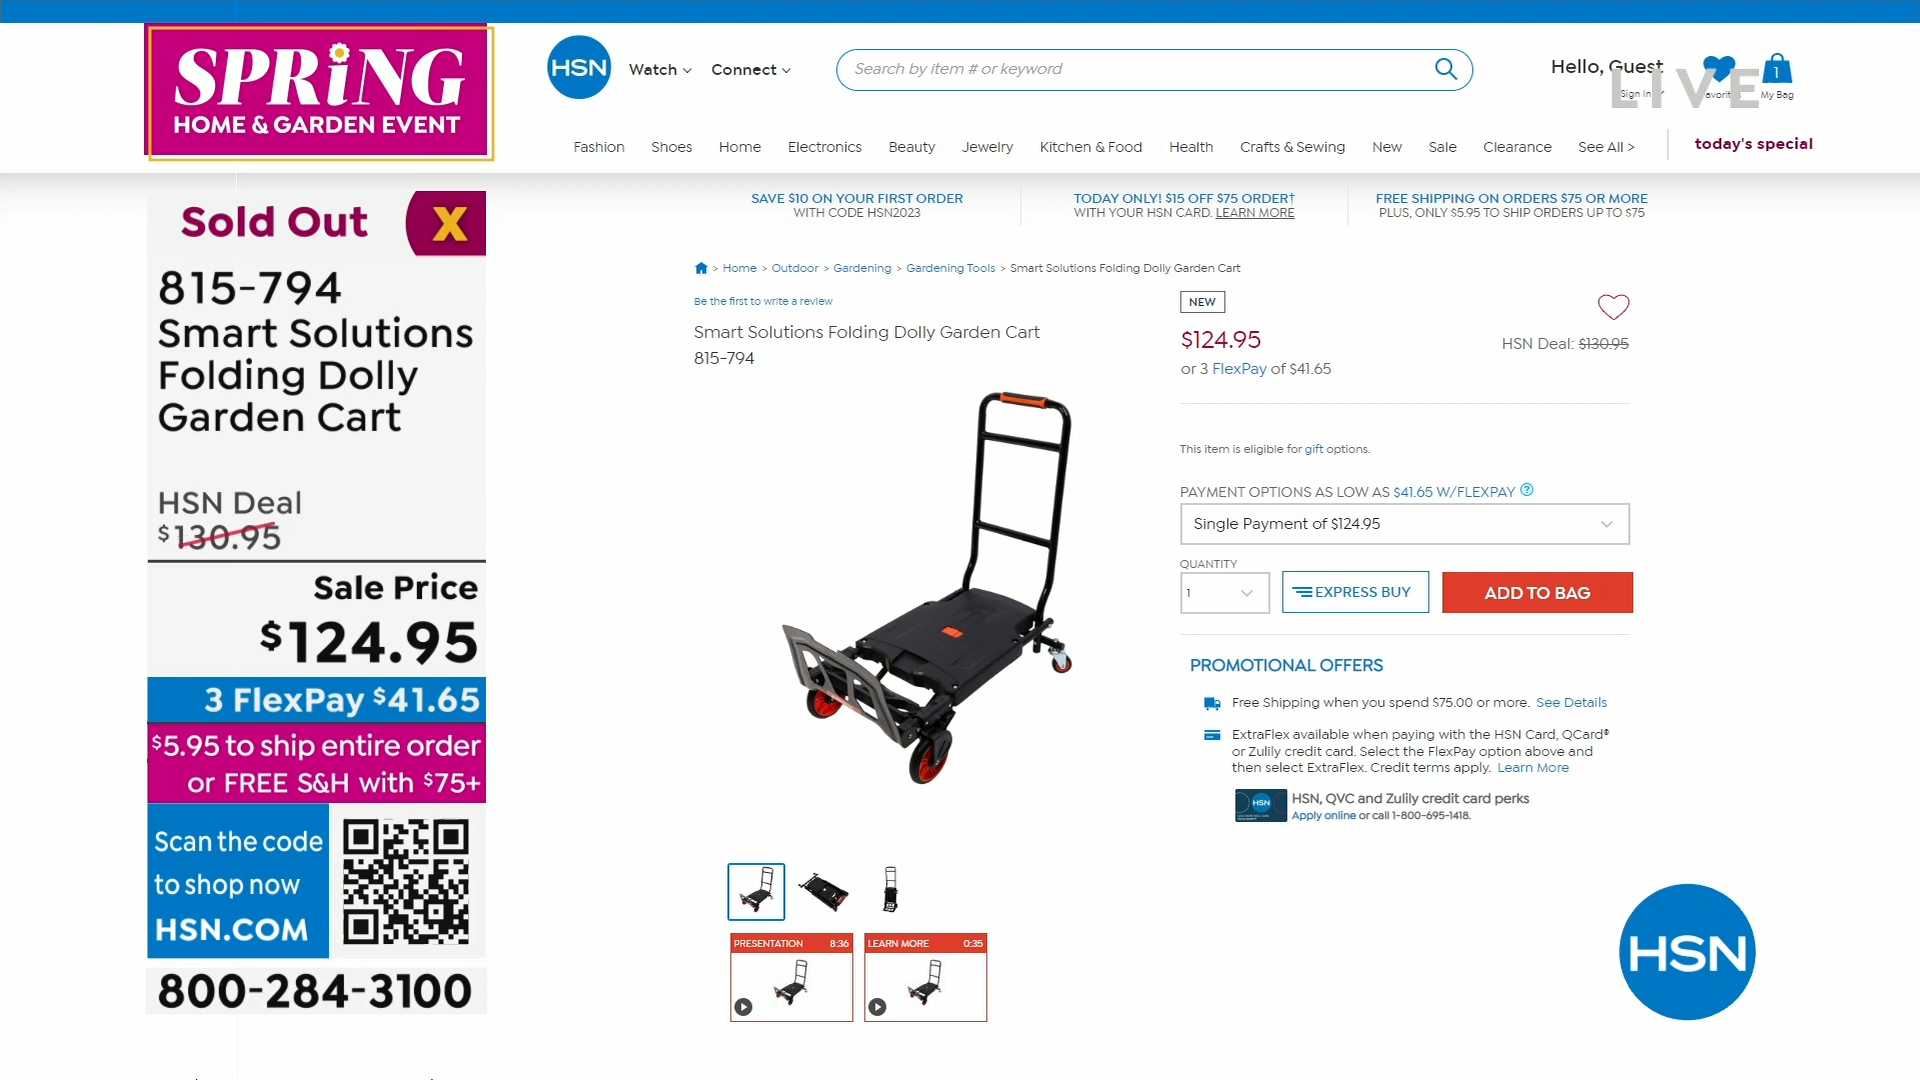 SPRiNG
HOME & GARDEN EVENT
HSN
Watch
Connect
Search by item # or keyword
Hello, Guest
Sign In
LIVE
My Bag
1
Fashion
Shoes
Home
Electronics
Beauty
Jewelry
Kitchen & Food
Health
Crafts & Sewing
New
Sale
Clearance
See All >
today's special
SAVE $10 ON YOUR FIRST ORDER
WITH CODE HSN2023
TODAY ONLY! $15 OFF $75 ORDER†
WITH YOUR HSN CARD. LEARN MORE
FREE SHIPPING ON ORDERS $75 OR MORE
PLUS, ONLY $5.95 TO SHIP ORDERS UP TO $75
Sold Out X
815-794
Smart Solutions
Folding Dolly
Garden Cart
HSN Deal
$130.95
Sale Price
$124.95
3 FlexPay $41.65
$5.95 to ship entire order
or FREE S&H with $75+
Scan the code
to shop now
HSN.COM
800-284-3100
> Home > Outdoor > Gardening > Gardening Tools > Smart Solutions Folding Dolly Garden Cart
Be the first to write a review
Smart Solutions Folding Dolly Garden Cart
815-794
PRESENTATION 8:36
LEARN MORE 0:35
NEW
$124.95
HSN Deal: $130.95
or 3 FlexPay of $41.65
This item is eligible for gift options.
PAYMENT OPTIONS AS LOW AS $41.65 W/FLEXPAY ?
Single Payment of $124.95
QUANTITY
1
EXPRESS BUY
ADD TO BAG
PROMOTIONAL OFFERS
Free Shipping when you spend $75.00 or more. See Details
ExtraFlex available when paying with the HSN Card, QCard®
or Zulily credit card. Select the FlexPay option above and
then select ExtraFlex. Credit terms apply. Learn More
HSN
HSN, QVC and Zulily credit card perks
Apply online or call 1-800-695-1418.
HSN